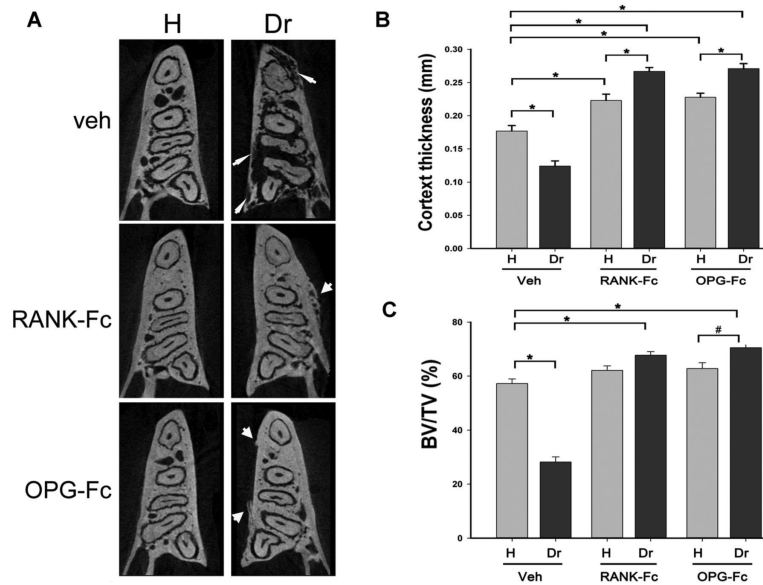 A
H Dr
veh
RANK-Fc
OPG-Fc
B
*
*
*
* *
*
*
Cortext thickness (mm)
0.30
0.25
0.20
0.15
0.10
0.05
0.00
H Dr H Dr H Dr
Veh RANK-Fc OPG-Fc
C
*
*
#
*
BV/TV (%)
80
60
40
20
0
H Dr H Dr H Dr
Veh RANK-Fc OPG-Fc